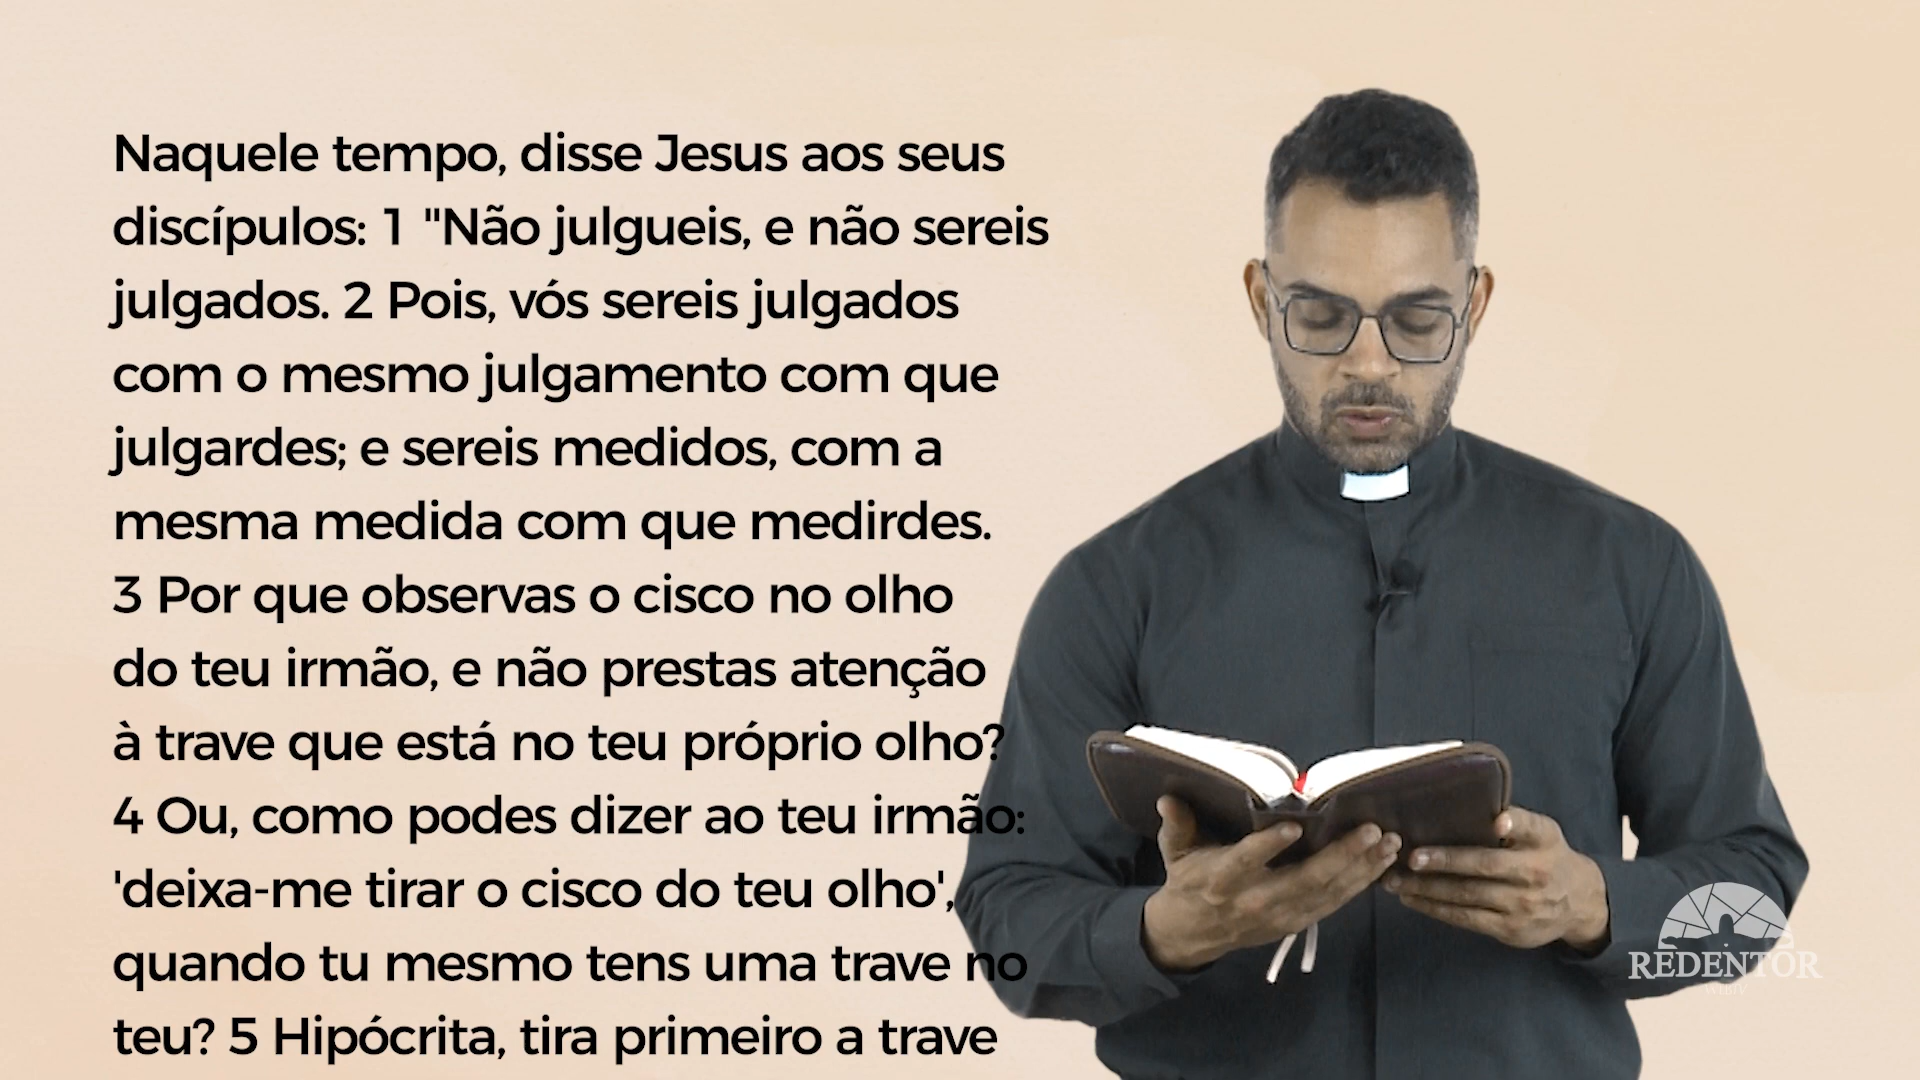 Naquele tempo, disse Jesus aos seus
discípulos: 1 "Não julgueis, e não sereis
julgados. 2 Pois, vós sereis julgados
com o mesmo julgamento com que
julgardes; e sereis medidos, com a
mesma medida com que medirdes.
3 Por que observas o cisco no olho
do teu irmão, e não prestas atenção
à trave que está no teu próprio olho?
4 Ou, como podes dizer ao teu irmão:
'deixa-me tirar o cisco do teu olho',
quando tu mesmo tens uma trave no
teu? 5 Hipócrita, tira primeiro a trave
REDENTOR